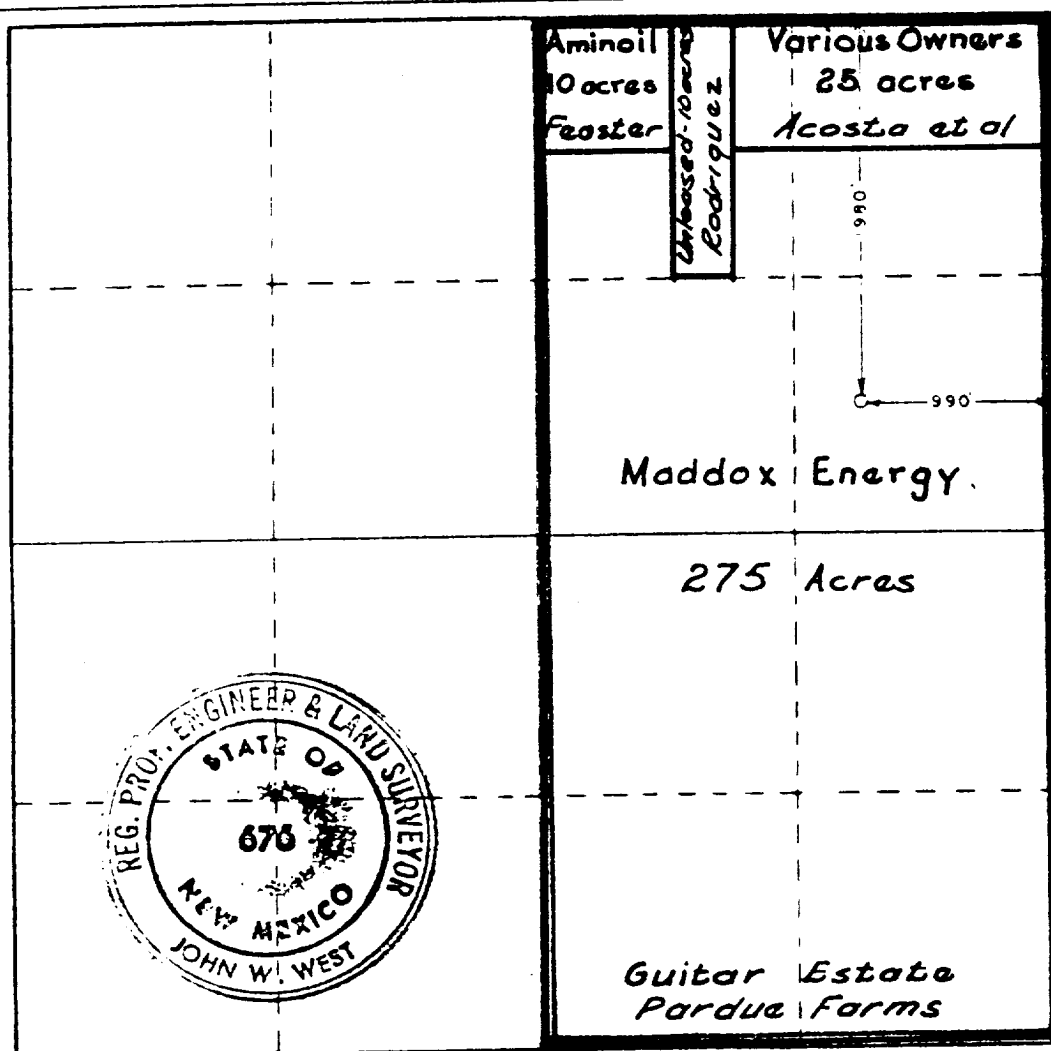 Aminoil
10 acres
Feaster
Unleased-10 acres
Rodriquez
Various Owners
25 acres
Acosta et al
990'
990'
Maddox Energy.
275 Acres
REG. PROF. ENGINEER & LAND SURVEYOR
STATE OF
676
NEW MEXICO
JOHN W. WEST
Guitar Estate
Pardue Farms